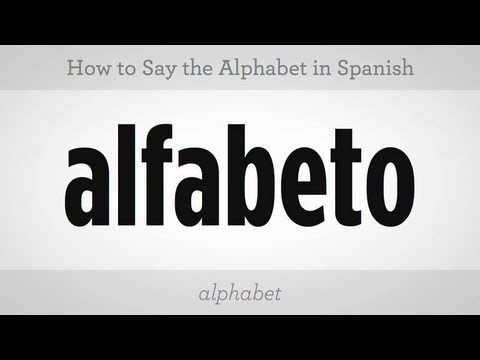 How to Say the Alphabet in Spanish
alfabeto
alphabet